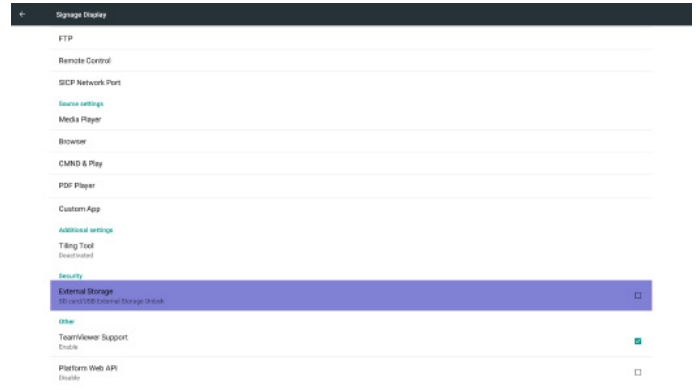 Signage Display
FTP
Remote Control
SICP Network Port
Source settings
Media Player
Browser
CMND & Play
PDF Player
Custom App
Additional settings
Tiling Tool
Deactivated
Security
External Storage
SD card/USB External Storage Unlock
Other
TeamViewer Support
Enable
Platform Web API
Disable